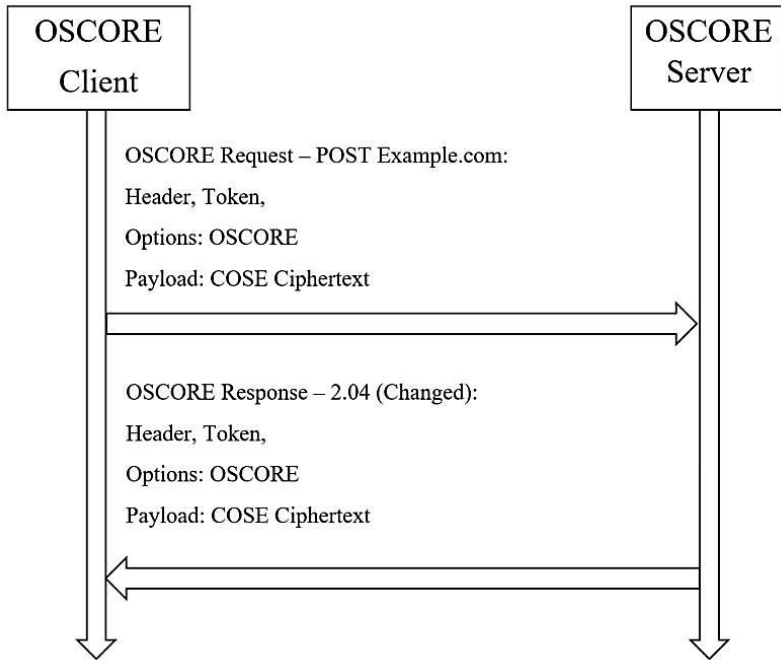 OSCORE
Client
OSCORE
Server
OSCORE Request – POST Example.com:
Header, Token,
Options: OSCORE
Payload: COSE Ciphertext
OSCORE Response – 2.04 (Changed):
Header, Token,
Options: OSCORE
Payload: COSE Ciphertext